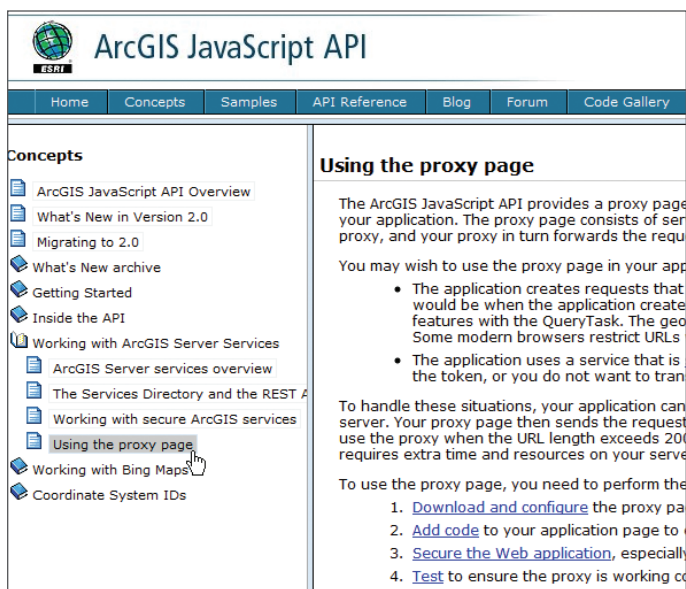 ESRI
ArcGIS JavaScript API
Home Concepts Samples API Reference Blog Forum Code Gallery
Concepts
ArcGIS JavaScript API Overview
What's New in Version 2.0
Migrating to 2.0
What's New archive
Getting Started
Inside the API
Working with ArcGIS Server Services
ArcGIS Server services overview
The Services Directory and the REST A
Working with secure ArcGIS services
Using the proxy page
Working with Bing Maps
Coordinate System IDs
Using the proxy page
The ArcGIS JavaScript API provides a proxy page
your application. The proxy page consists of ser
proxy, and your proxy in turn forwards the requ
You may wish to use the proxy page in your app
• The application creates requests that
would be when the application create
features with the QueryTask. The geo
Some modern browsers restrict URLs
• The application uses a service that is
the token, or you do not want to tran
To handle these situations, your application can
server. Your proxy page then sends the request
use the proxy when the URL length exceeds 200
requires extra time and resources on your serve
To use the proxy page, you need to perform the
1. Download and configure the proxy pa
2. Add code to your application page to
3. Secure the Web application, especially
4. Test to ensure the proxy is working co